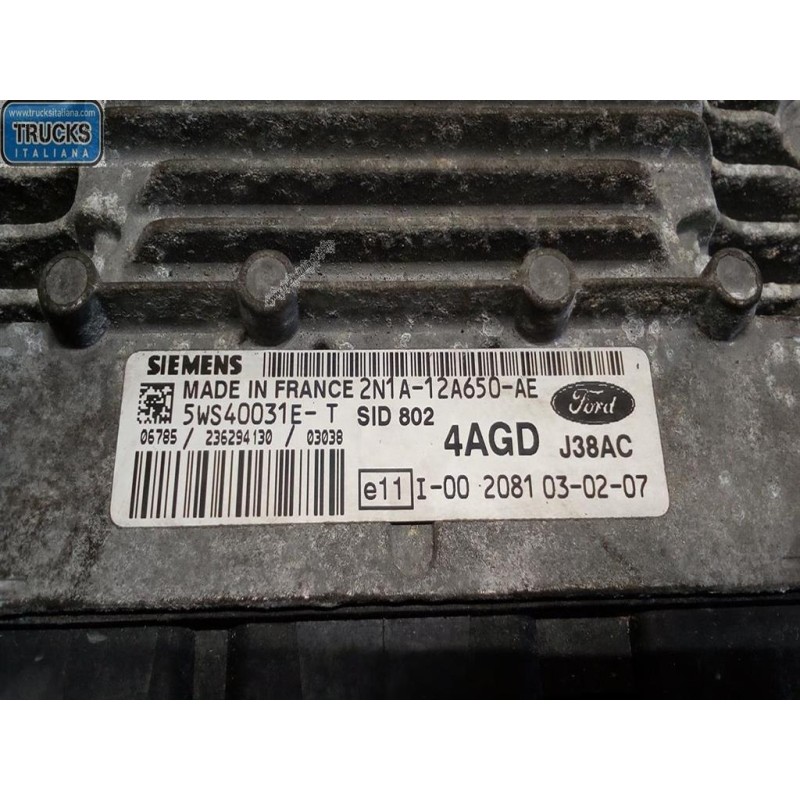 www.trucksitaliana.com
TRUCKS
ITALIANA
SIEMENS
MADE IN FRANCE 2N1A-12A650-AE
5WS40031E-T SID 802
Ford
06785 / 236294130 / 03038
4AGD J38AC
e11 I-00 2081 03-02-07